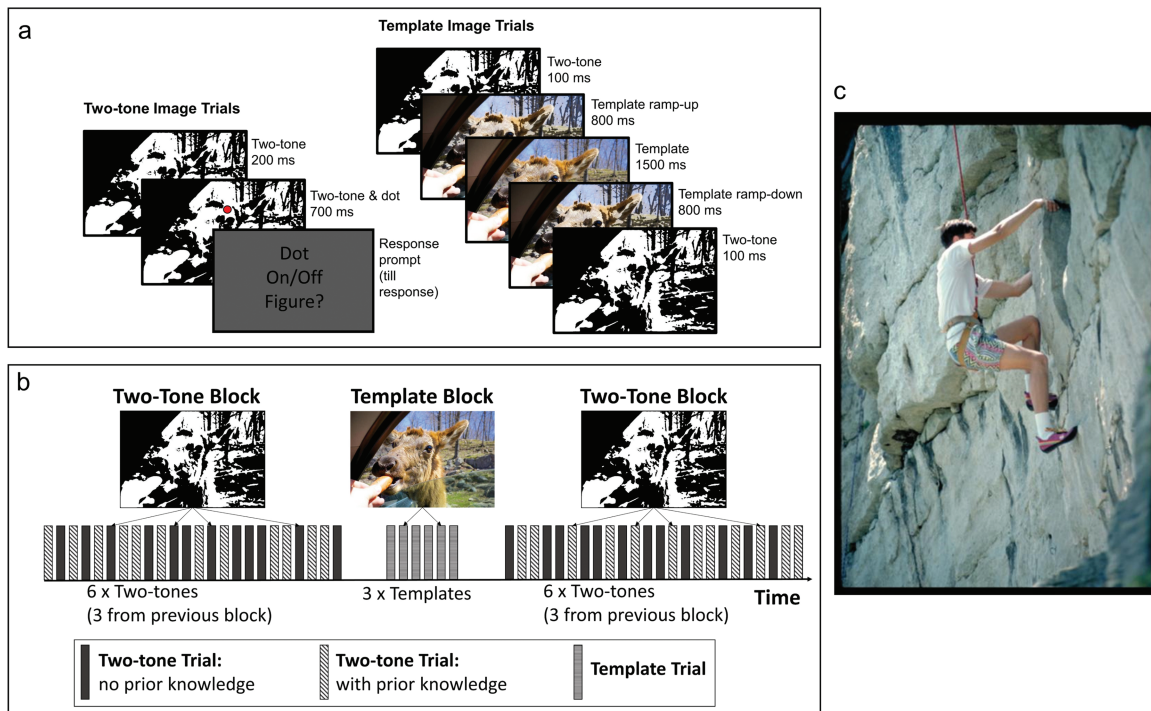 a
Template Image Trials
Two-tone
100 ms
Template ramp-up
800 ms
Template
1500 ms
Template ramp-down
800 ms
Two-tone
100 ms
Two-tone Image Trials
Two-tone
200 ms
Two-tone & dot
700 ms
Response
prompt
(till
response)
Dot
On/Off
Figure?
b
Two-Tone Block
Template Block
Two-Tone Block
6 x Two-tones
(3 from previous block)
3 x Templates
6 x Two-tones
(3 from previous block)
Time
Two-tone Trial:
no prior knowledge
Two-tone Trial:
with prior knowledge
Template Trial
c